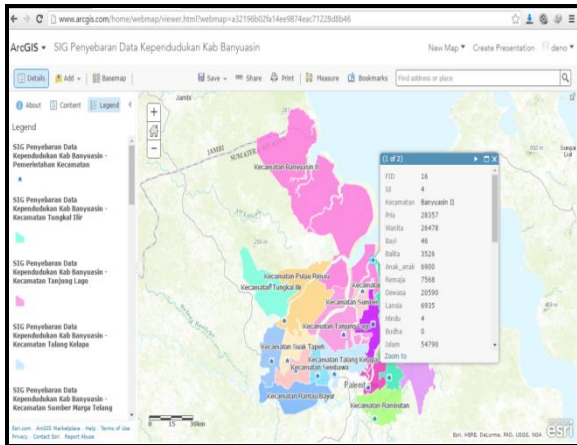 www.arcgis.com/home/webmap/viewer.html?webmap=a32196b02fa14ee9874eac71228d8b46
ArcGIS SIG Penyebaran Data Kependudukan Kab Banyuasin
New Map Create Presentation deno
Details Add Basemap Save Share Print Measure Bookmarks Find address or place
About Content Legend
Legend
SIG Penyebaran Data
Kependudukan Kab Banyuasin -
Pemerintahan Kecamatan
SIG Penyebaran Data
Kependudukan Kab Banyuasin -
Kecamatan Tungkal Ilir
SIG Penyebaran Data
Kependudukan Kab Banyuasin -
Kecamatan Tanjung Lago
SIG Penyebaran Data
Kependudukan Kab Banyuasin -
Kecamatan Talang Kelapa
SIG Penyebaran Data
Kependudukan Kab Banyuasin -
Kecamatan Sumber Marga Telang
Esri.com ArcGIS Marketplace Help Terms of Use
Privacy Contact Esri Report Abuse
Jambi
JAMBI
Kecamatan Banyuasin II
Kecamatan Pulau Rimau
Kecamatan Tungkal Ilir
Kecamatan Sumber
Kecamatan Tanjung Lago
Kecamatan Suak Tapeh
Kecamatan Talang Kelapa
Kecamatan Sembawa
Palemb
Kecamatan Rantau Bayur
Kecamatan Rambutan
0 15 30km
(1 of 2)
FID 16
Id 4
Kecamatan Banyuasin II
Pria 28357
Wanita 26478
Bayi 46
Balita 3526
Anak_anak 6900
Remaja 7568
Dewasa 20590
Lansia 6935
Hindu 4
Budha 0
Islam 54790
Zoom to
Esri, HERE, DeLorme, FAO, USGS, NGA
esri